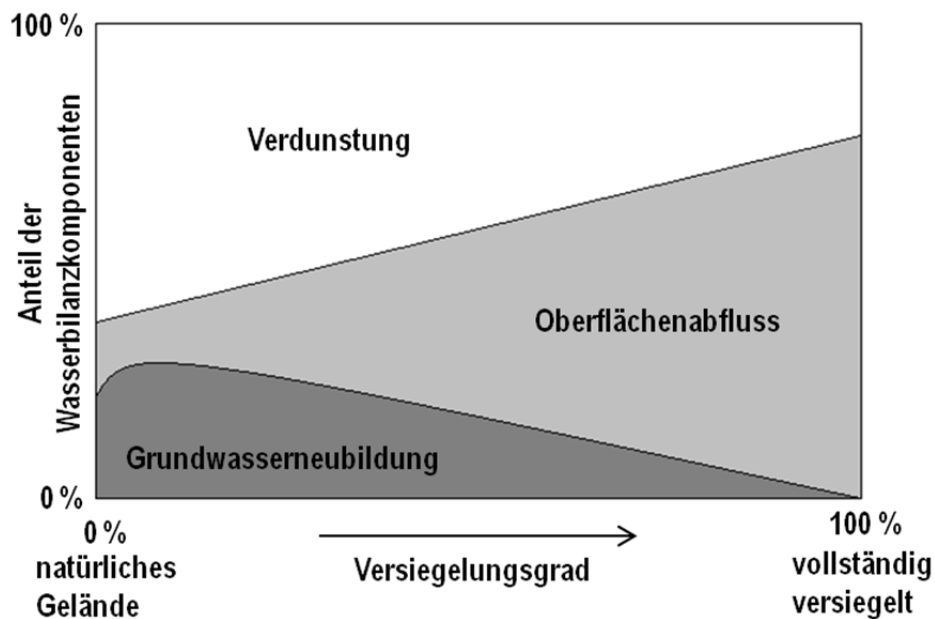 100 %
Verdunstung
Anteil der
Wasserbilanzkomponenten
Oberflächenabfluss
Grundwasserneubildung
0 %
0 %
natürliches
Gelände
Versiegelungsgrad
100 %
vollständig
versiegelt